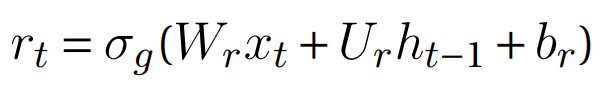 r_t = σ_g(W_r x_t + U_r h_{t−1} + b_r)